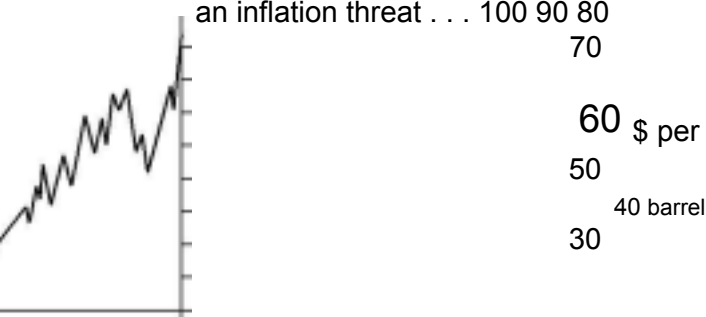 an inflation threat . . . 100 90 80
70
60 $ per
50
40 barrel
30